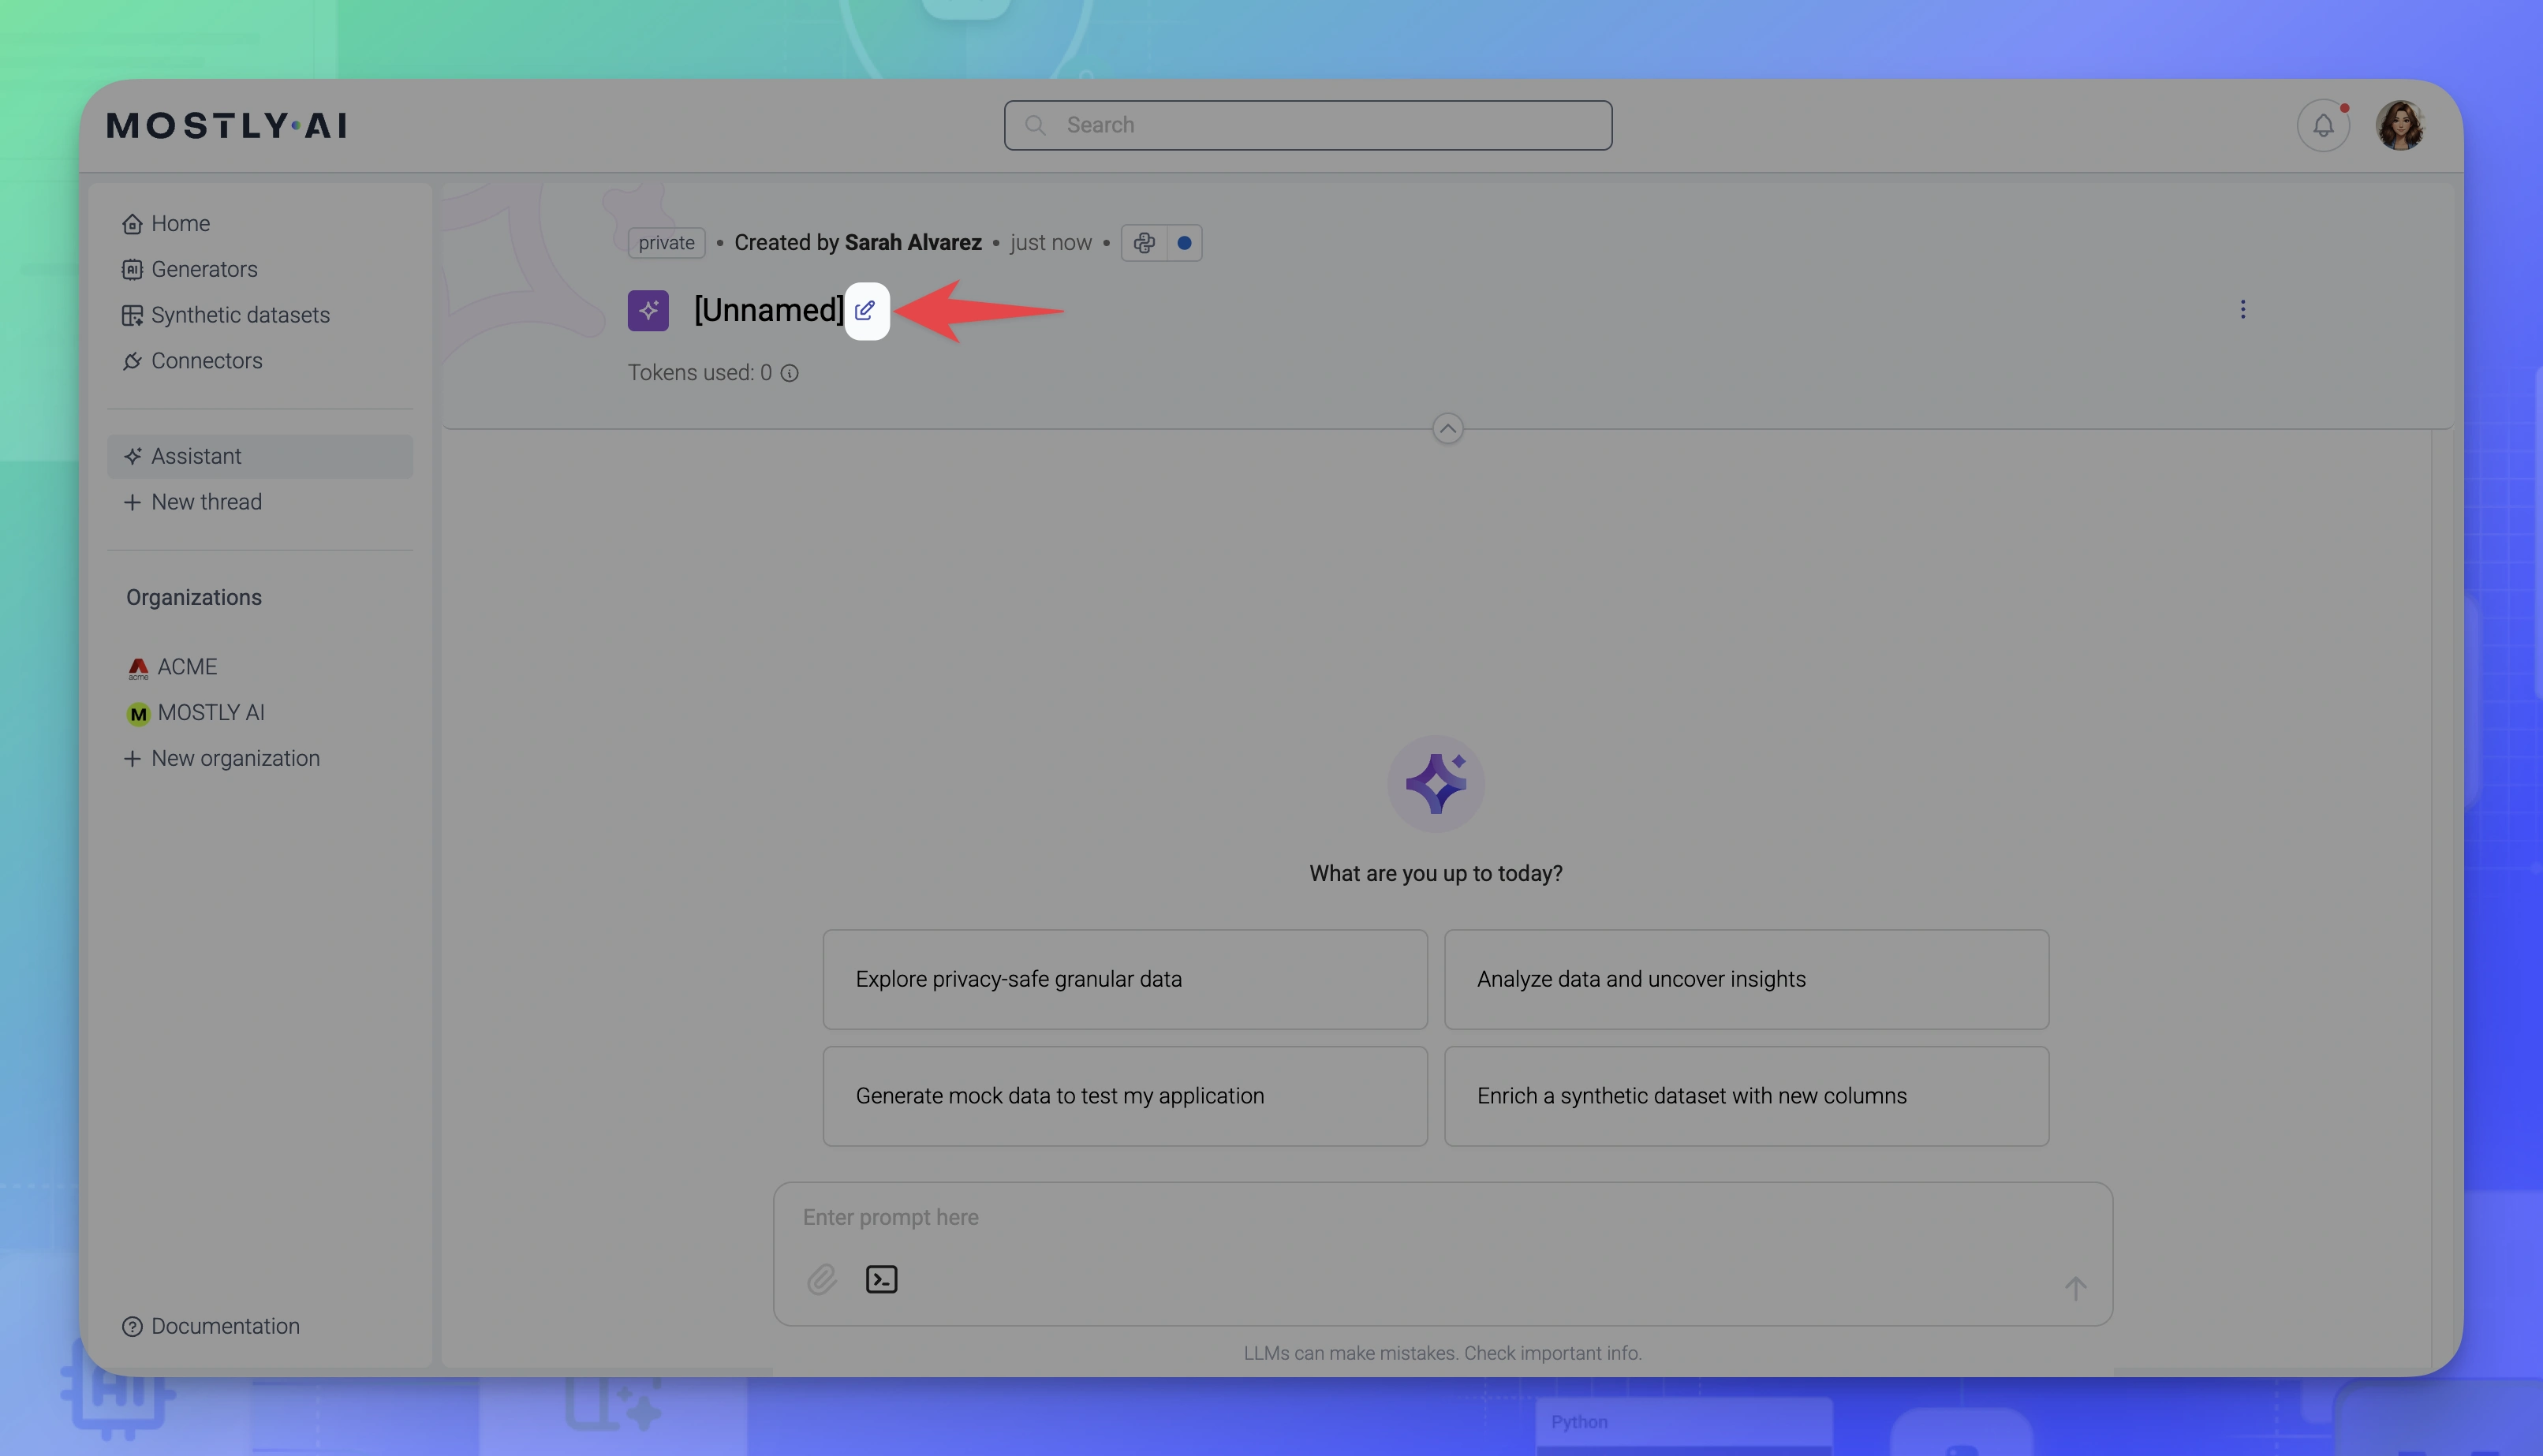 MOSTLY AI
Search
Home
Generators
Synthetic datasets
Connectors
Assistant
New thread
Organizations
acme ACME
M MOSTLY AI
New organization
Documentation
private • Created by Sarah Alvarez • just now •
[Unnamed]
Tokens used: 0
What are you up to today?
Explore privacy-safe granular data
Analyze data and uncover insights
Generate mock data to test my application
Enrich a synthetic dataset with new columns
Enter prompt here
LLMs can make mistakes. Check important info.
AI
Python